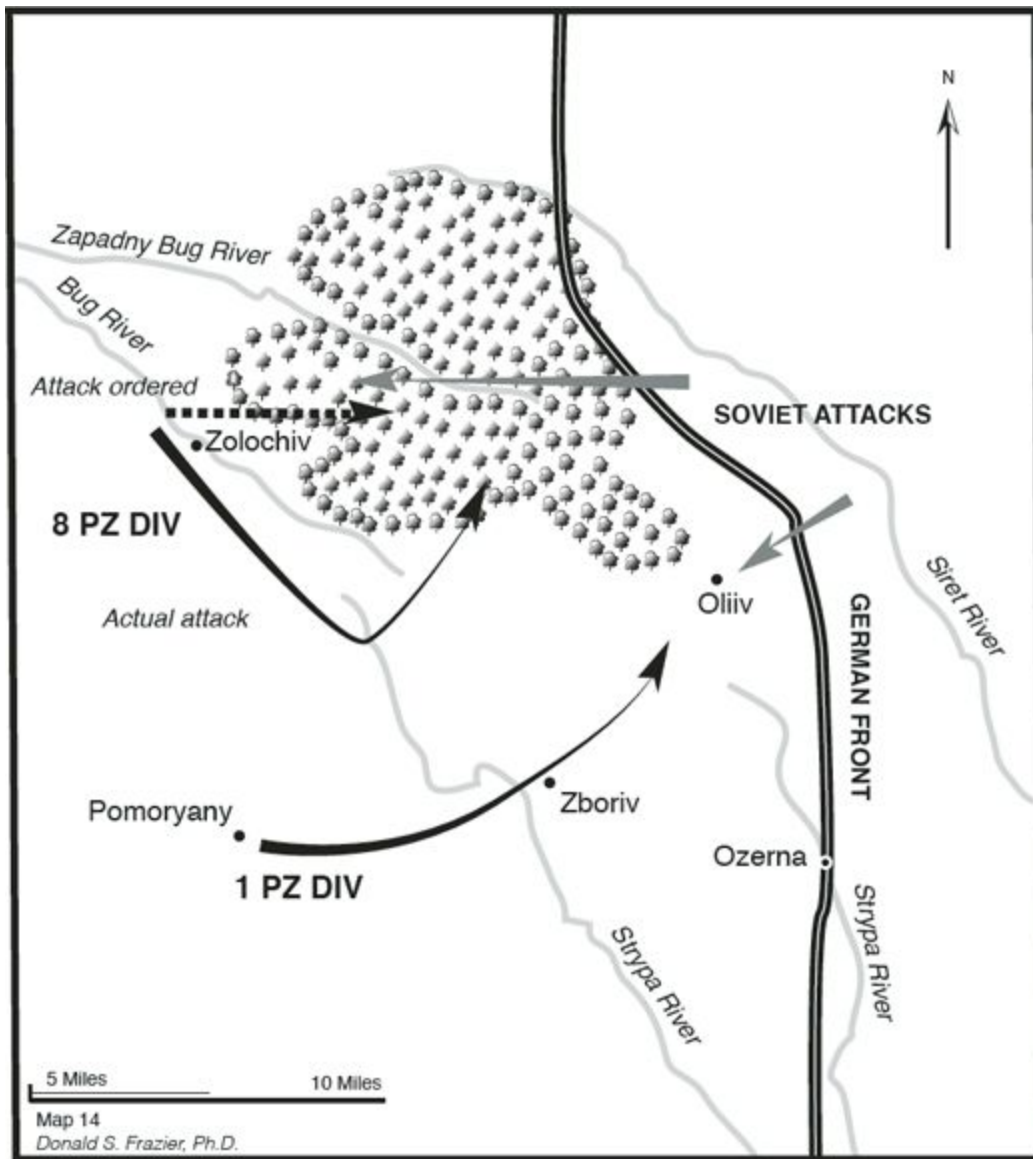 N
Zapadny Bug River
Bug River
Attack ordered
SOVIET ATTACKS
Zolochiv
8 PZ DIV
Oliiv
Siret River
Actual attack
GERMAN FRONT
Pomoryany
Zboriv
Ozerna
1 PZ DIV
Strypa River
Strypa River
5 Miles
10 Miles
Map 14
Donald S. Frazier, Ph.D.